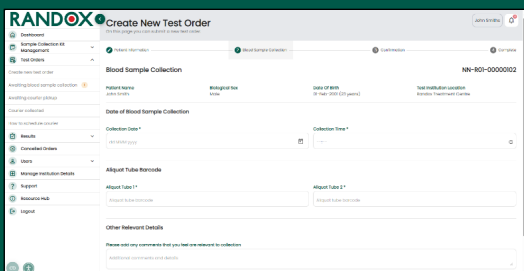 RANDOX
Create New Test Order
On this page you can submit a new test order
John Smiths
Dashboard
Sample Collection Kit
Management
Test Orders
Create new test order
Awaiting blood sample collection
Awaiting courier pickup
Courier collected
How to schedule courier
Results
Cancelled Orders
Users
Manage Institution Details
Support
Resource Hub
Logout
Patient Information
Blood Sample Collection
Confirmation
Complete
Blood Sample Collection
NN-R01-00000102
Patient Name
John Smith
Biological Sex
Male
Date Of Birth
Test Institution Location
Randox Treatment Centre
Date of Blood Sample Collection
Collection Date *
dd/mm/yyyy
Collection Time *
Aliquot Tube Barcode
Aliquot Tube 1 *
Aliquot tube barcode
Aliquot Tube 2 *
Aliquot tube barcode
Other Relevant Details
Please add any comments that you feel are relevant to collection
Additional comments and details